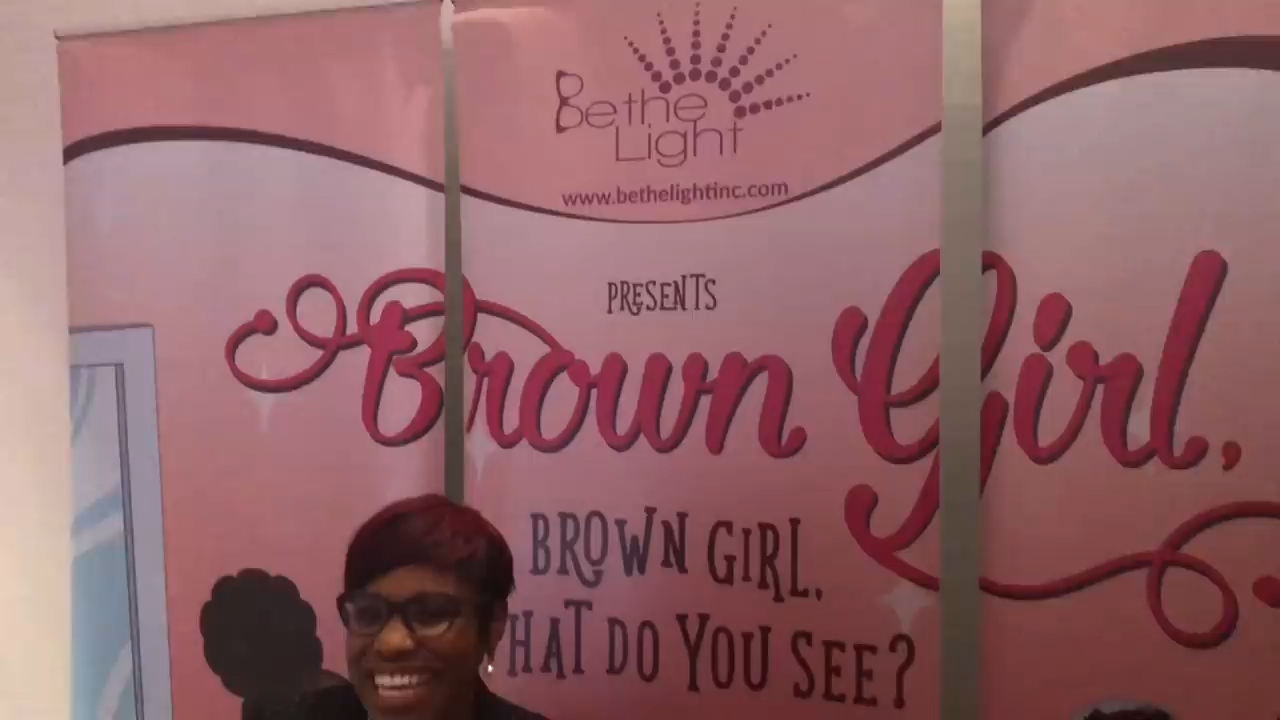 Be the
Light
www.bethelightinc.com
PRESENTS
Brown Girl,
BROWN GIRL,
HAT DO YOU SEE?